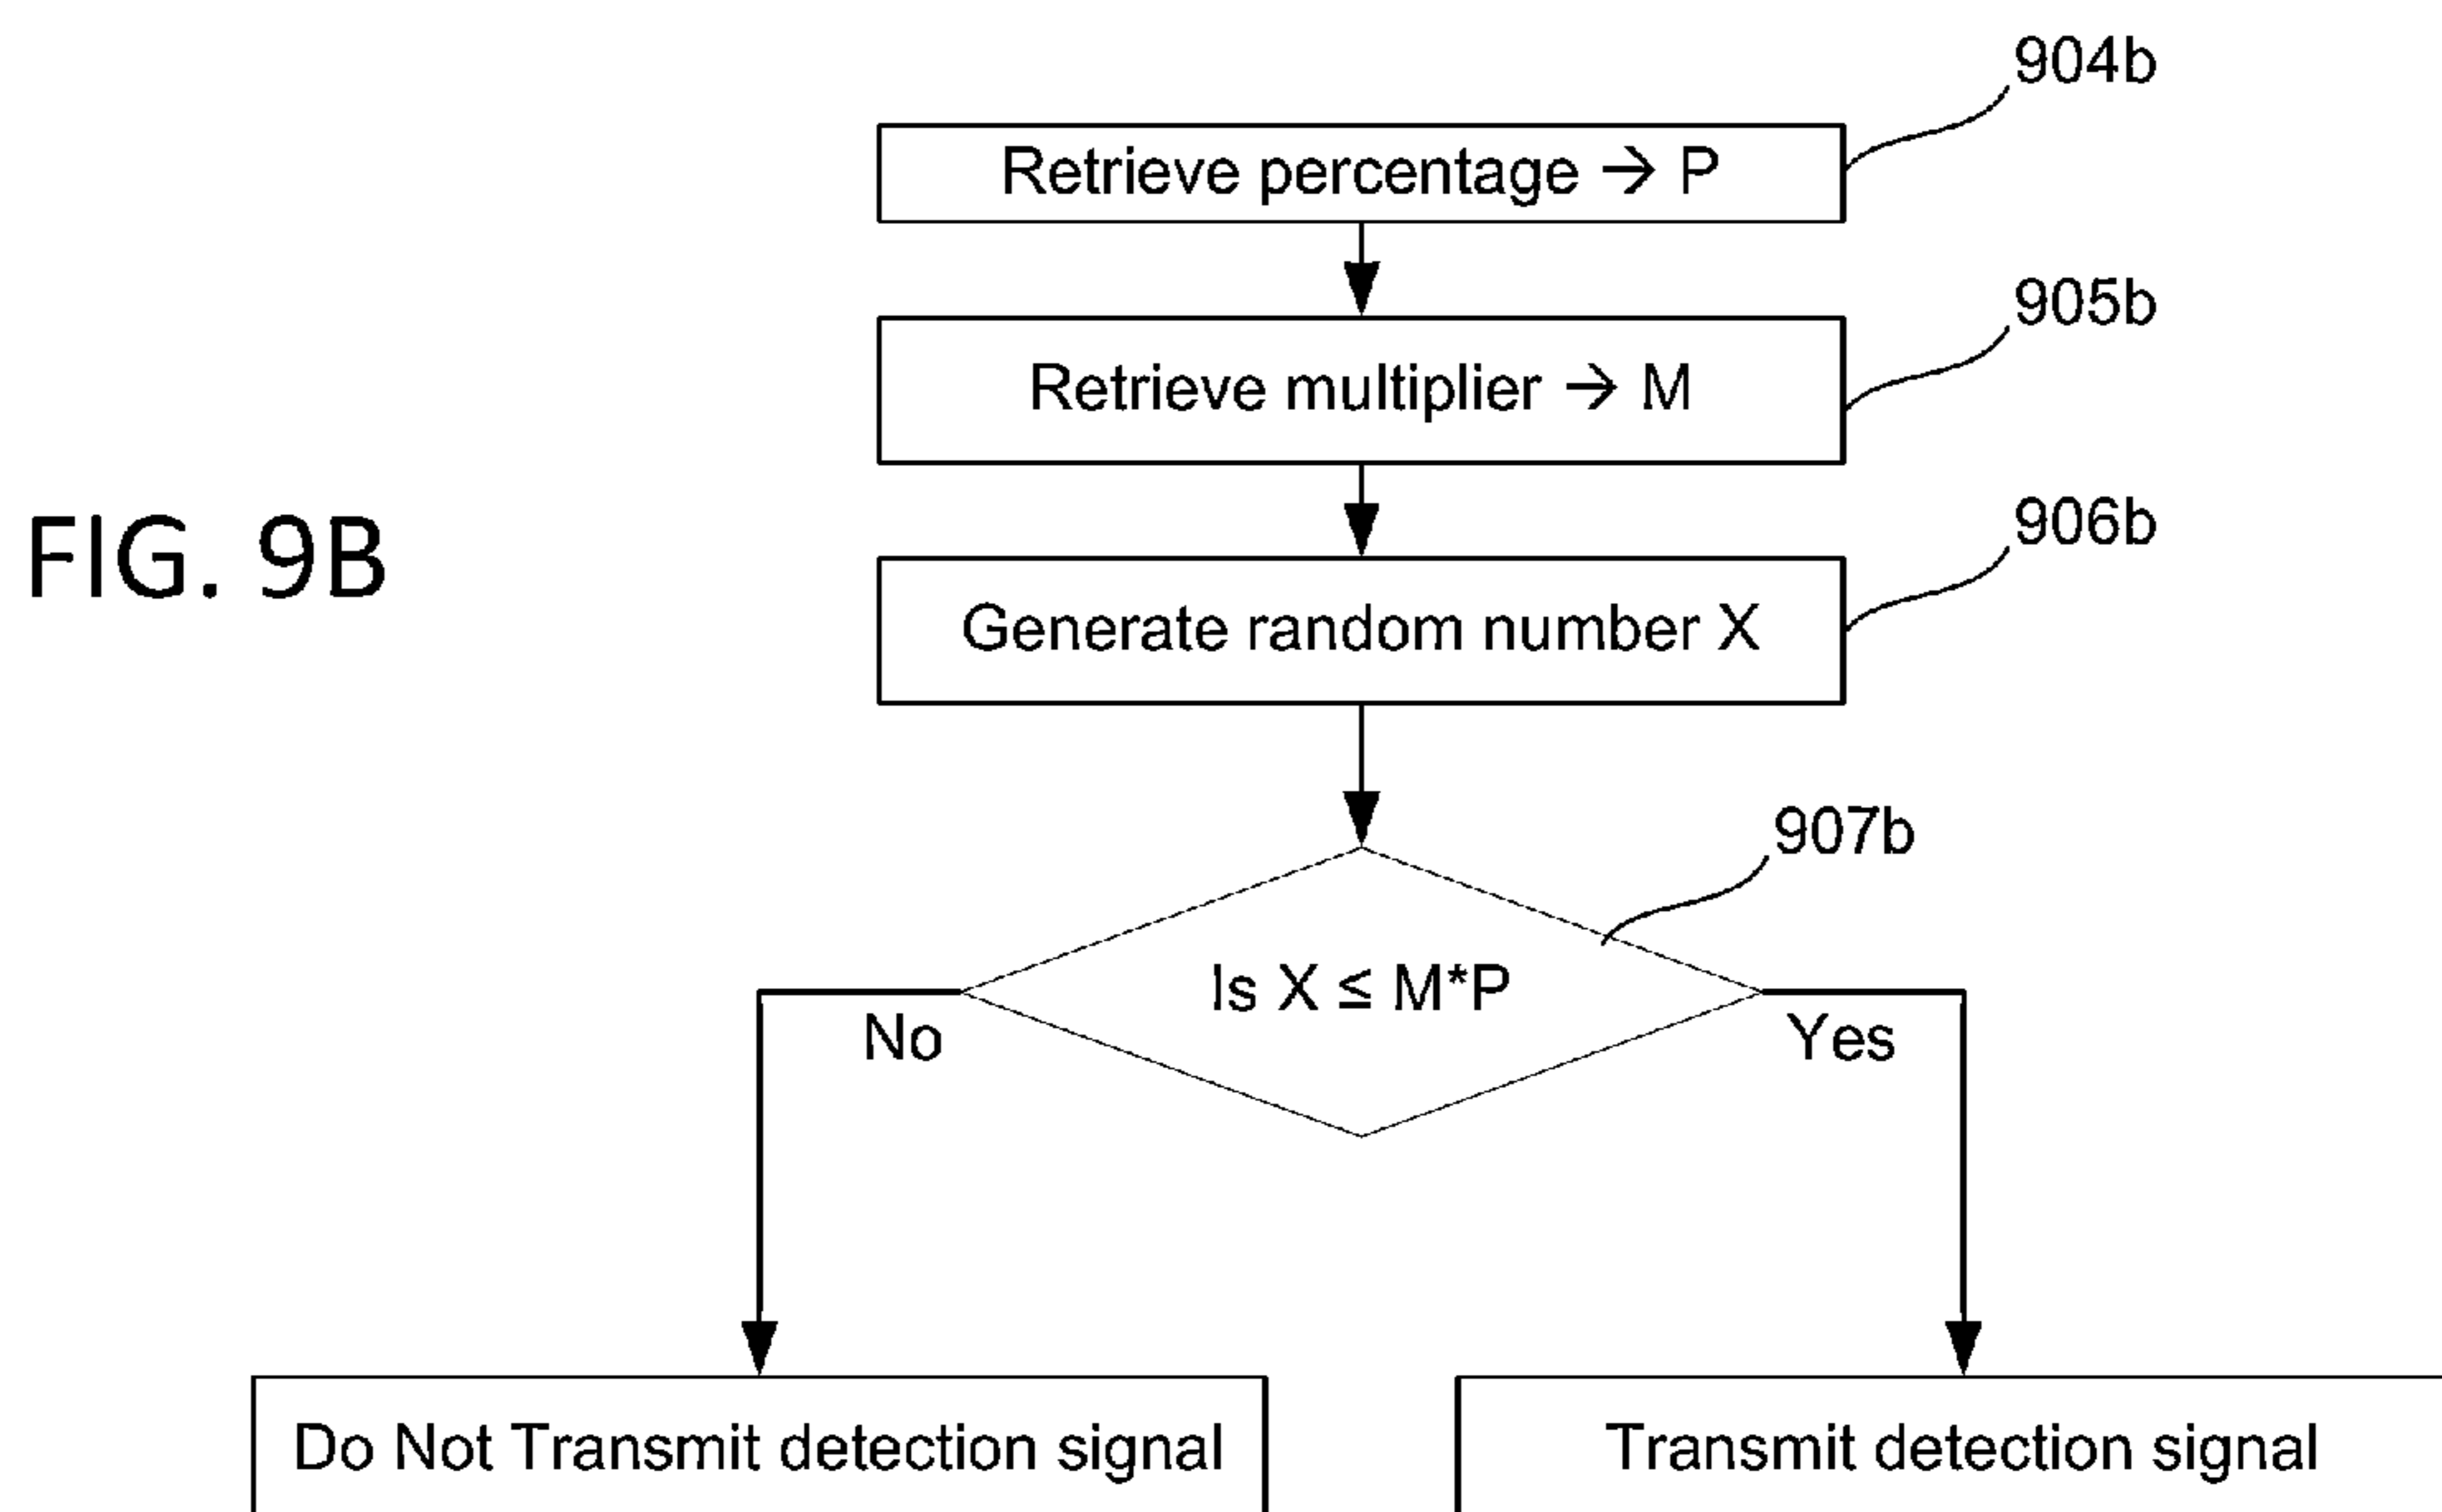 904b
Retrieve percentage → P
905b
Retrieve multiplier → M
906b
FIG. 9B
Generate random number X
907b
Is X ≤ M*P
No
Yes
Do Not Transmit detection signal
Transmit detection signal